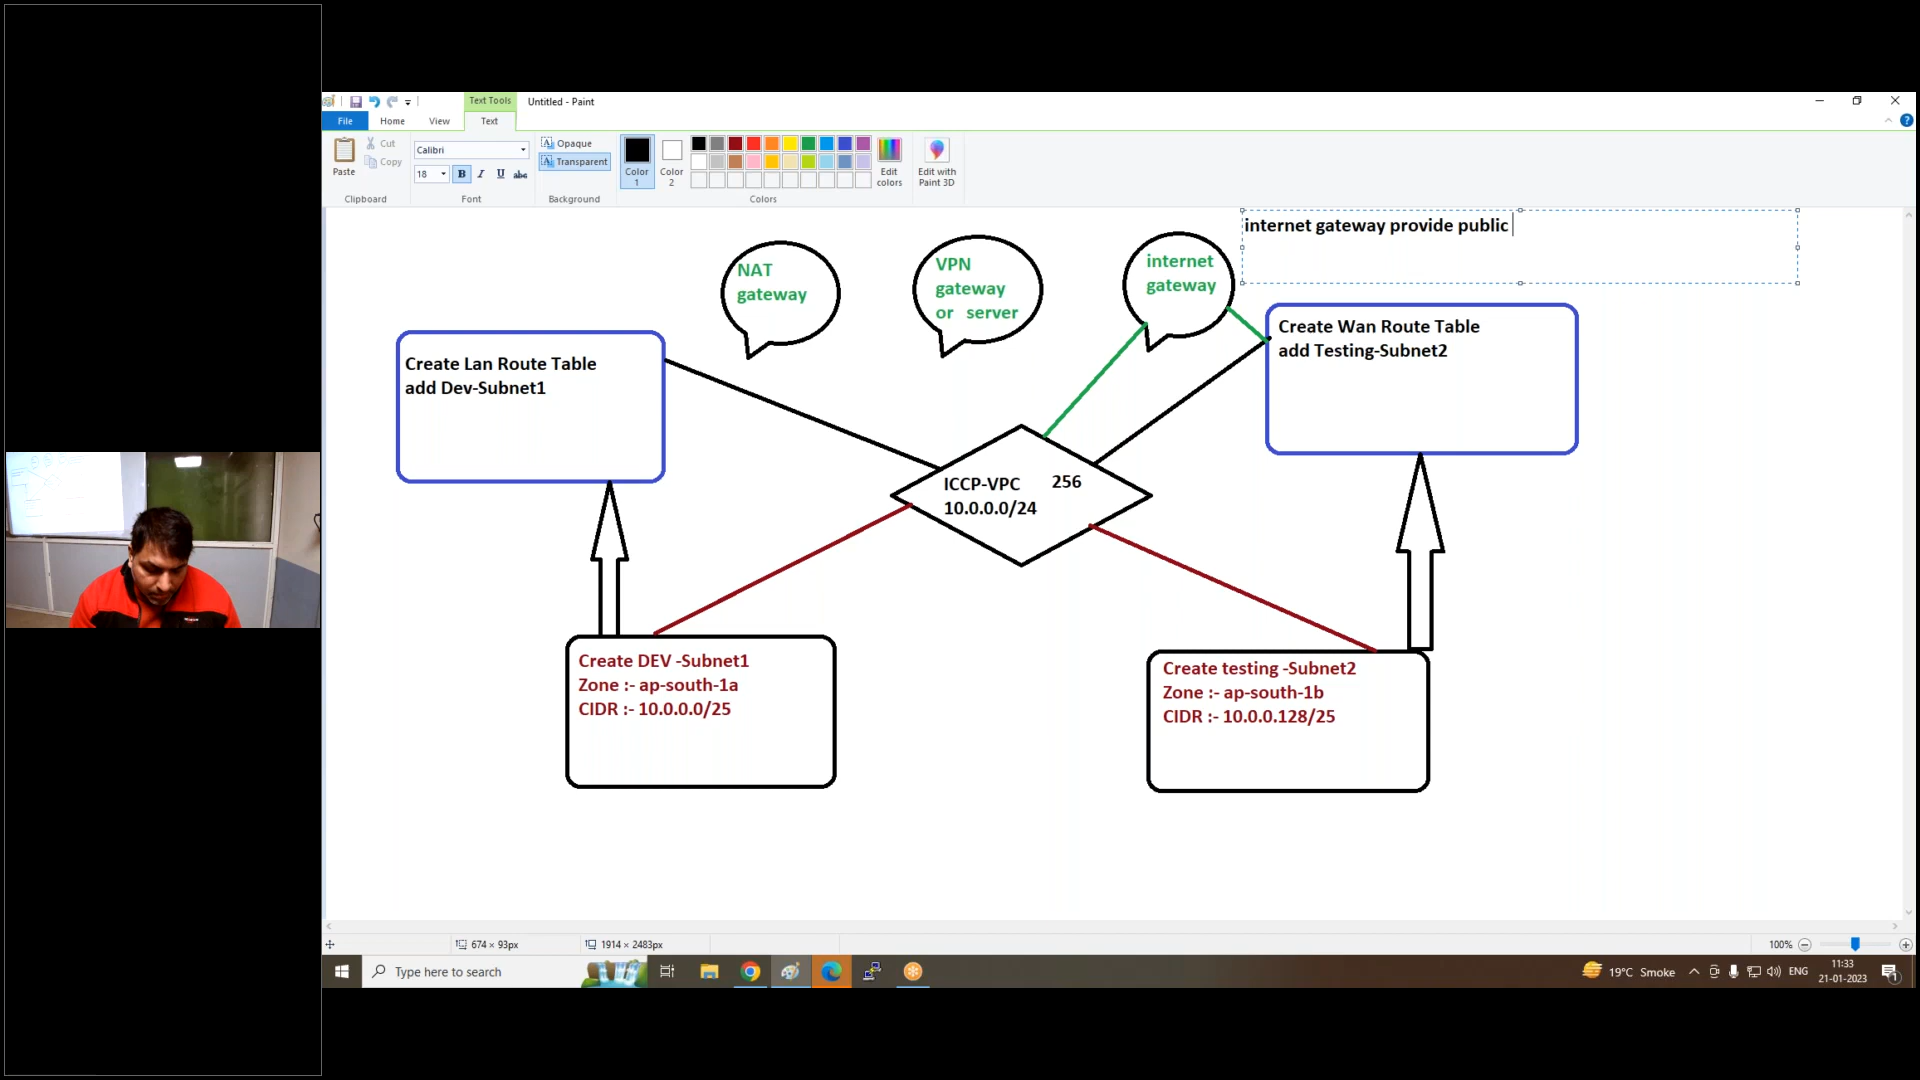 Text Tools
Untitled - Paint
File
Home
View
Text
Paste
Cut
Copy
Clipboard
Calibri
18
B
I
U
abc
Font
Opaque
Transparent
Background
Color
1
Color
2
Edit
colors
Colors
Edit with
Paint 3D
internet gateway provide public
NAT
gateway
VPN
gateway
or server
internet
gateway
Create Lan Route Table
add Dev-Subnet1
Create Wan Route Table
add Testing-Subnet2
ICCP-VPC
10.0.0.0/24
256
Create DEV -Subnet1
Zone :- ap-south-1a
CIDR :- 10.0.0.0/25
Create testing -Subnet2
Zone :- ap-south-1b
CIDR :- 10.0.0.128/25
674 × 93px
1914 × 2483px
100%
Type here to search
19°C Smoke
ENG
11:33
21-01-2023
1